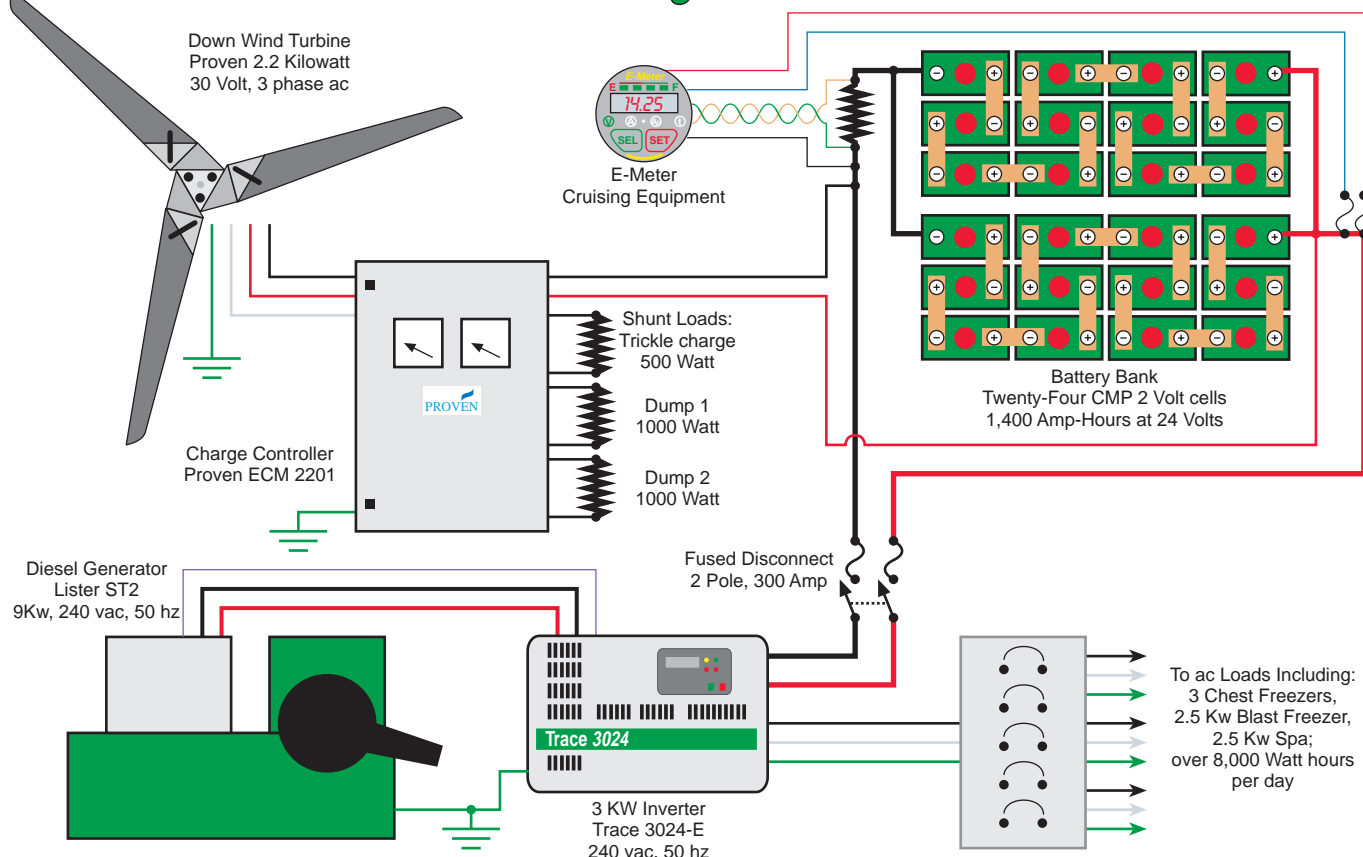 Down Wind Turbine
Proven 2.2 Kilowatt
30 Volt, 3 phase ac
E-Meter
E F
14.25
V A Ah t
SEL SET
E-Meter
Cruising Equipment
Battery Bank
Twenty-Four CMP 2 Volt cells
1,400 Amp-Hours at 24 Volts
Shunt Loads:
Trickle charge
500 Watt
PROVEN
Dump 1
1000 Watt
Dump 2
1000 Watt
Charge Controller
Proven ECM 2201
Fused Disconnect
2 Pole, 300 Amp
Diesel Generator
Lister ST2
9Kw, 240 vac, 50 hz
Trace 3024
3 KW Inverter
Trace 3024-E
240 vac, 50 hz
To ac Loads Including:
3 Chest Freezers,
2.5 Kw Blast Freezer,
2.5 Kw Spa;
over 8,000 Watt hours
per day